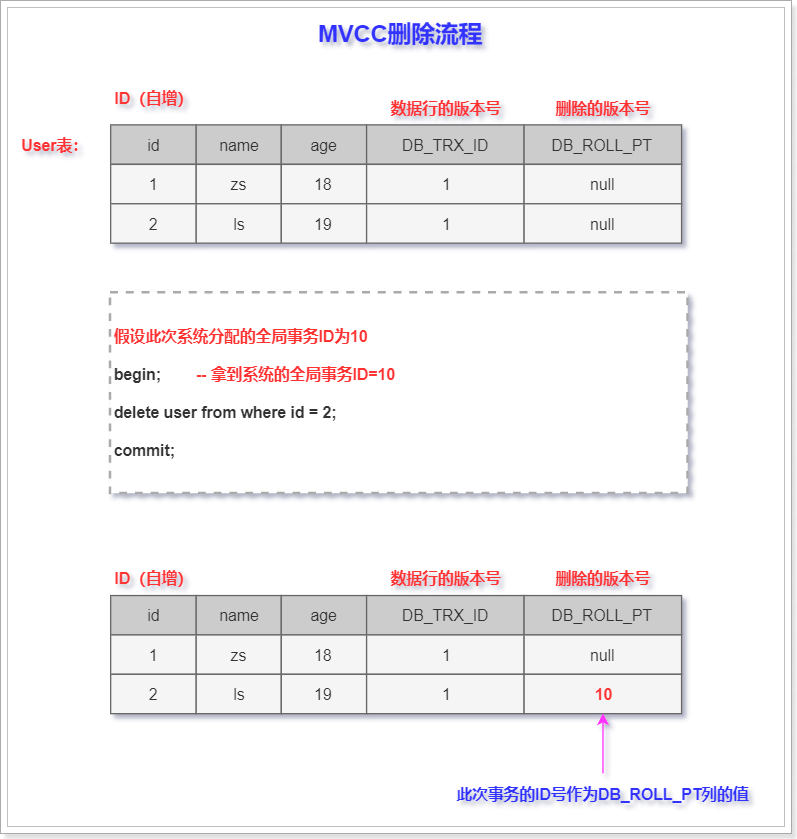 MVCC删除流程
ID（自增）
数据行的版本号 删除的版本号
User表：
id name age DB_TRX_ID DB_ROLL_PT
1 zs 18 1 null
2 ls 19 1 null
假设此次系统分配的全局事务ID为10
begin; -- 拿到系统的全局事务ID=10
delete user from where id = 2;
commit;
ID（自增）
数据行的版本号 删除的版本号
id name age DB_TRX_ID DB_ROLL_PT
1 zs 18 1 null
2 ls 19 1 10
此次事务的ID号作为DB_ROLL_PT列的值